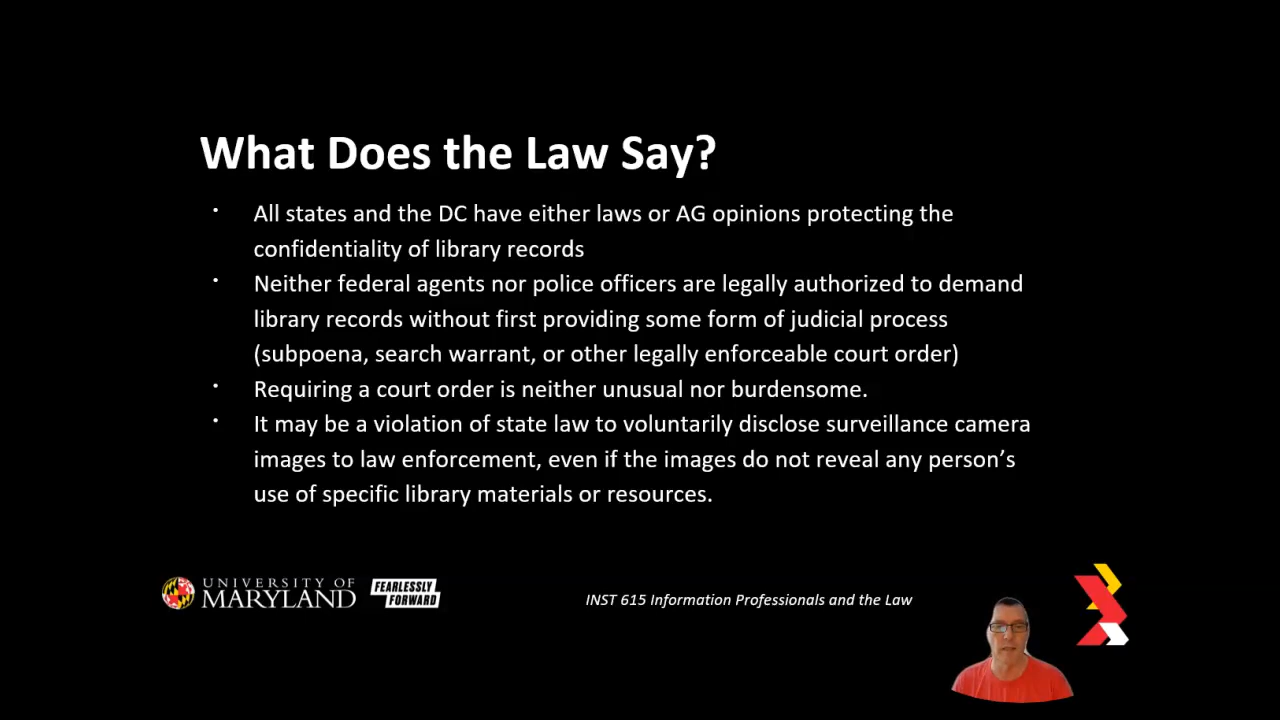 What Does the Law Say?
• All states and the DC have either laws or AG opinions protecting the
confidentiality of library records
• Neither federal agents nor police officers are legally authorized to demand
library records without first providing some form of judicial process
(subpoena, search warrant, or other legally enforceable court order)
• Requiring a court order is neither unusual nor burdensome.
• It may be a violation of state law to voluntarily disclose surveillance camera
images to law enforcement, even if the images do not reveal any person’s
use of specific library materials or resources.
UNIVERSITY OF
MARYLAND
FEARLESSLY
FORWARD
INST 615 Information Professionals and the Law